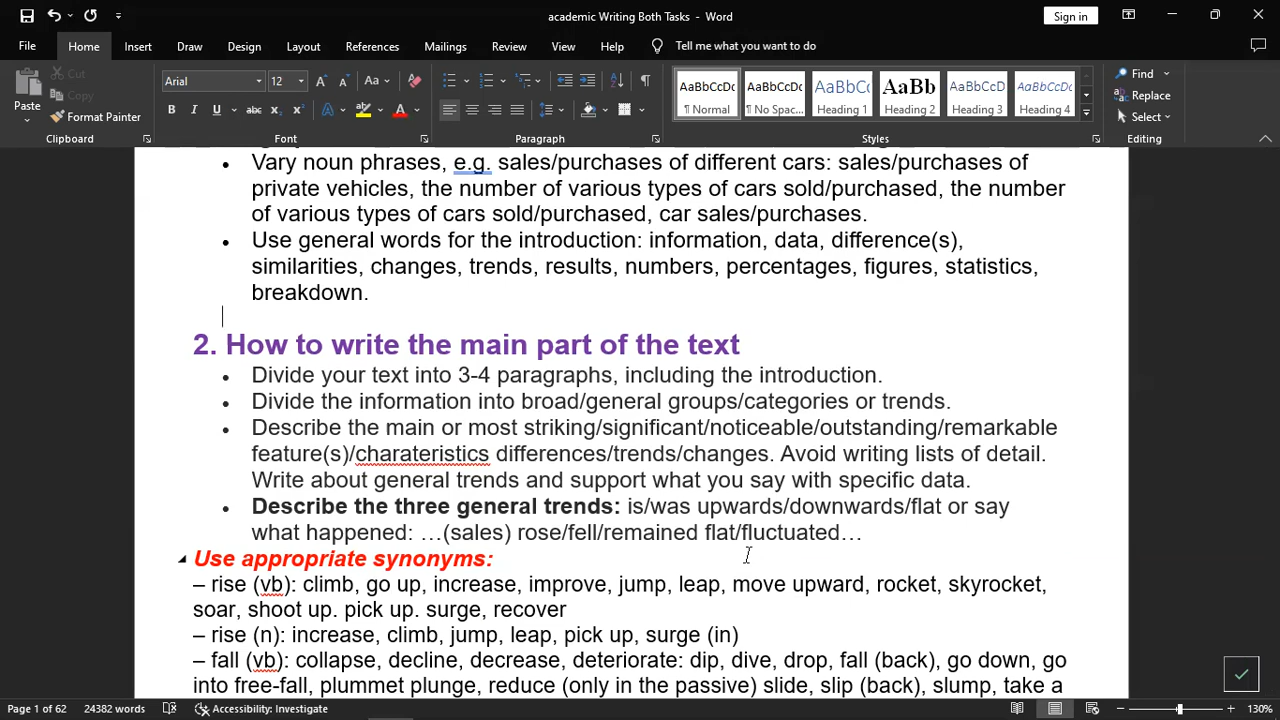 academic Writing Both Tasks - Word
Sign in
File Home Insert Draw Design Layout References Mailings Review View Help Tell me what you want to do
Paste Cut Copy Format Painter
Arial 12
AaBbCcDc AaBbCcDc AaBbCc AaBb AaBbCcD AaBbCcDc
¶ Normal ¶ No Spac... Heading 1 Heading 2 Heading 3 Heading 4
Find Replace Select
Clipboard Font Paragraph Styles Editing
• Vary noun phrases, e.g. sales/purchases of different cars: sales/purchases of
private vehicles, the number of various types of cars sold/purchased, the number
of various types of cars sold/purchased, car sales/purchases.
• Use general words for the introduction: information, data, difference(s),
similarities, changes, trends, results, numbers, percentages, figures, statistics,
breakdown.
2. How to write the main part of the text
• Divide your text into 3-4 paragraphs, including the introduction.
• Divide the information into broad/general groups/categories or trends.
• Describe the main or most striking/significant/noticeable/outstanding/remarkable
feature(s)/charateristics differences/trends/changes. Avoid writing lists of detail.
Write about general trends and support what you say with specific data.
• Describe the three general trends: is/was upwards/downwards/flat or say
what happened: …(sales) rose/fell/remained flat/fluctuated…
Use appropriate synonyms:
– rise (vb): climb, go up, increase, improve, jump, leap, move upward, rocket, skyrocket,
soar, shoot up. pick up. surge, recover
– rise (n): increase, climb, jump, leap, pick up, surge (in)
– fall (vb): collapse, decline, decrease, deteriorate: dip, dive, drop, fall (back), go down, go
into free-fall, plummet plunge, reduce (only in the passive) slide, slip (back), slump, take a
Page 1 of 62 24382 words Accessibility: Investigate 130%